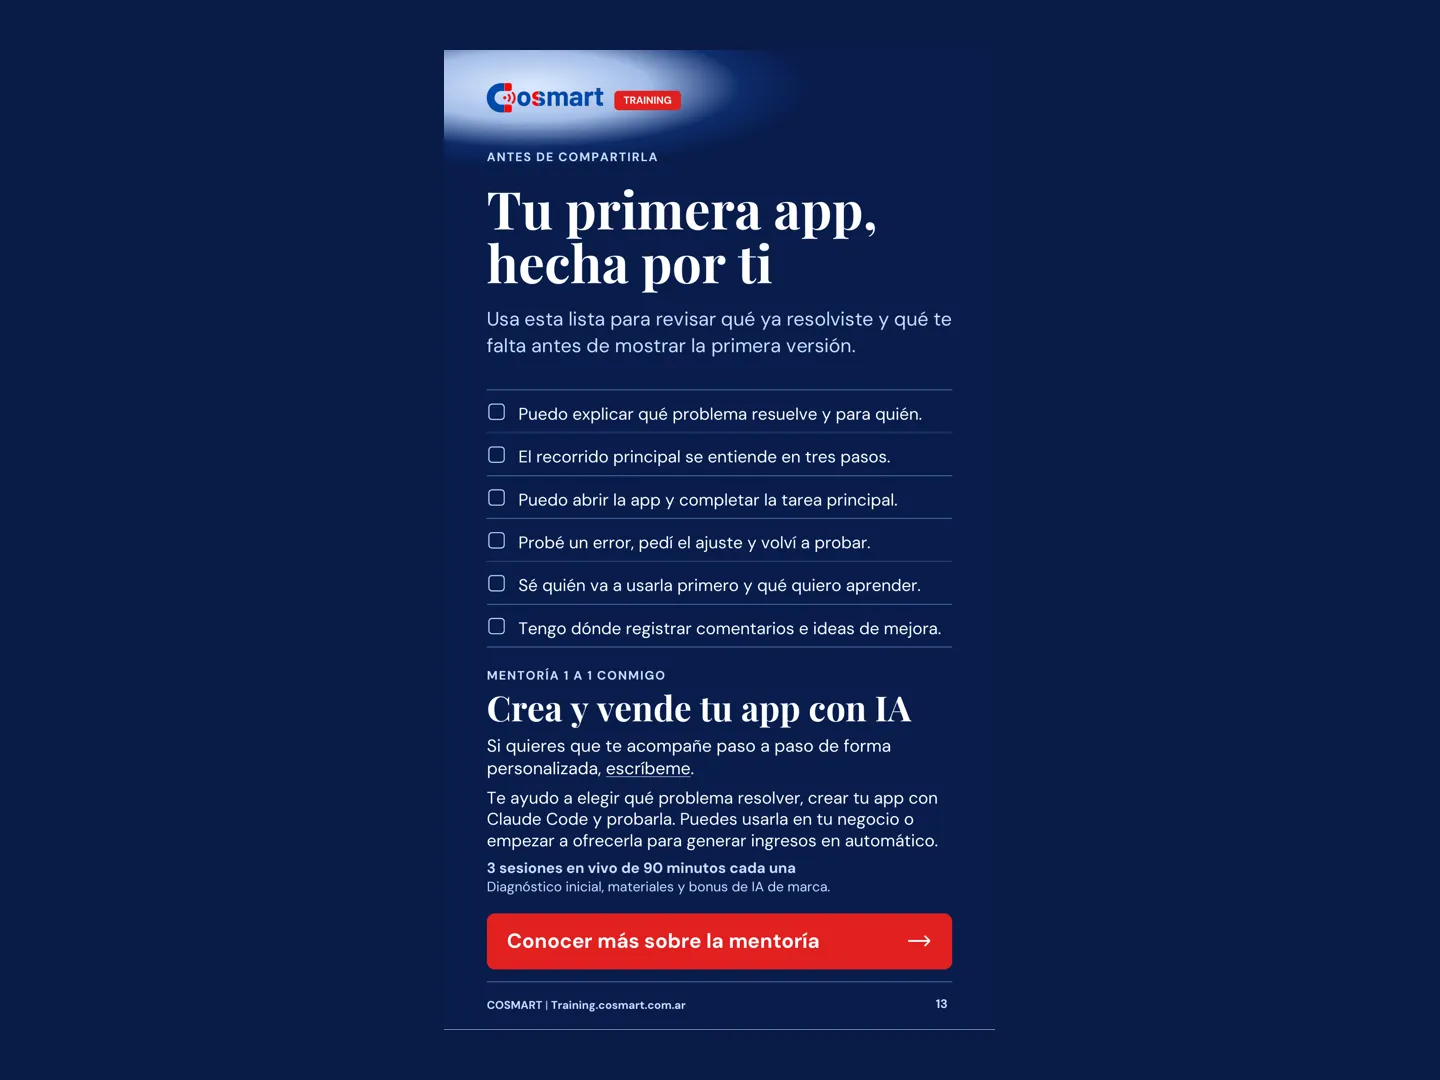 Cosmart TRAINING
ANTES DE COMPARTIRLA
Tu primera app,
hecha por ti
Usa esta lista para revisar qué ya resolviste y qué te
falta antes de mostrar la primera versión.
Puedo explicar qué problema resuelve y para quién.
El recorrido principal se entiende en tres pasos.
Puedo abrir la app y completar la tarea principal.
Probé un error, pedí el ajuste y volví a probar.
Sé quién va a usarla primero y qué quiero aprender.
Tengo dónde registrar comentarios e ideas de mejora.
MENTORÍA 1 A 1 CONMIGO
Crea y vende tu app con IA
Si quieres que te acompañe paso a paso de forma
personalizada, escríbeme.
Te ayudo a elegir qué problema resolver, crear tu app con
Claude Code y probarla. Puedes usarla en tu negocio o
empezar a ofrecerla para generar ingresos en automático.
3 sesiones en vivo de 90 minutos cada una
Diagnóstico inicial, materiales y bonus de IA de marca.
Conocer más sobre la mentoría →
COSMART | Training.cosmart.com.ar 13